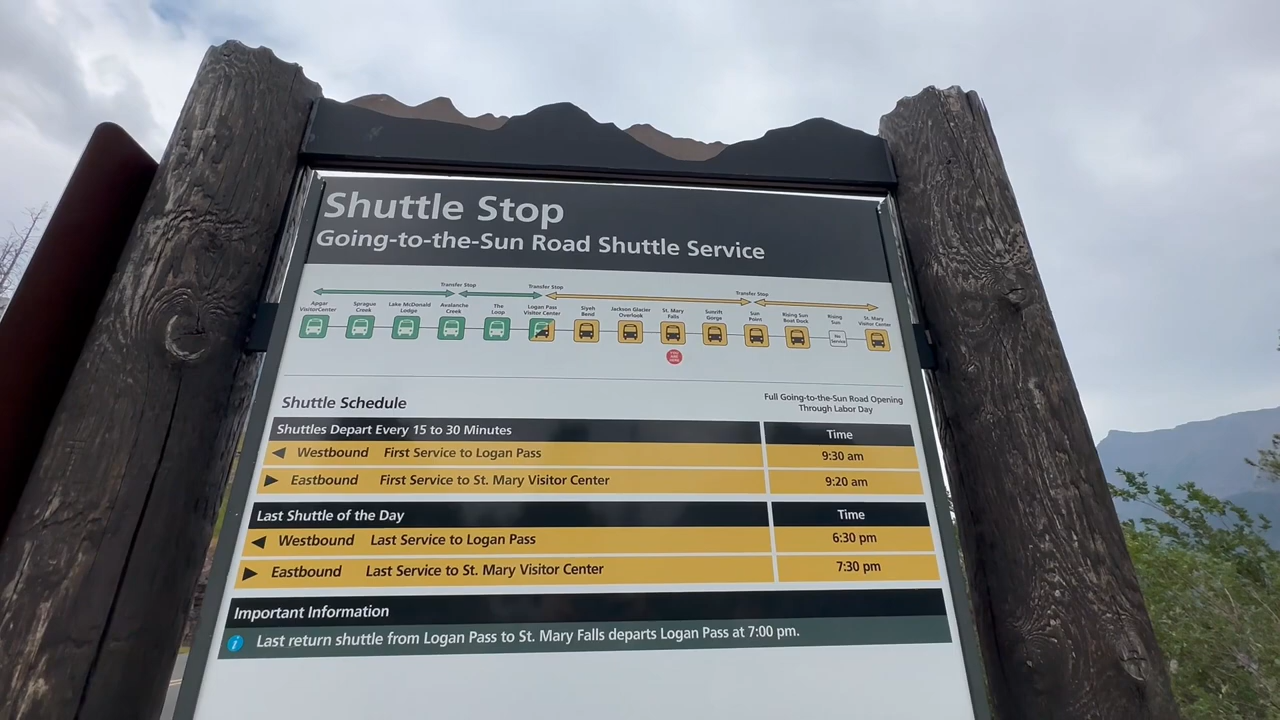 Shuttle Stop
Going-to-the-Sun Road Shuttle Service
Transfer Stop Transfer Stop Transfer Stop
Apgar VisitorCenter
Sprague Creek
Lake McDonald Lodge
Avalanche Creek
The Loop
Logan Pass Visitor Center
Siyeh Bend
Jackson Glacier Overlook
St. Mary Falls
Sunrift Gorge
Sun Point
Rising Sun Boat Dock
Rising Sun
St. Mary Visitor Center
No Service
Shuttle Schedule
Full Going-to-the-Sun Road Opening
Through Labor Day
Shuttles Depart Every 15 to 30 Minutes Time
Westbound First Service to Logan Pass 9:30 am
Eastbound First Service to St. Mary Visitor Center 9:20 am
Last Shuttle of the Day Time
Westbound Last Service to Logan Pass 6:30 pm
Eastbound Last Service to St. Mary Visitor Center 7:30 pm
Important Information
i Last return shuttle from Logan Pass to St. Mary Falls departs Logan Pass at 7:00 pm.